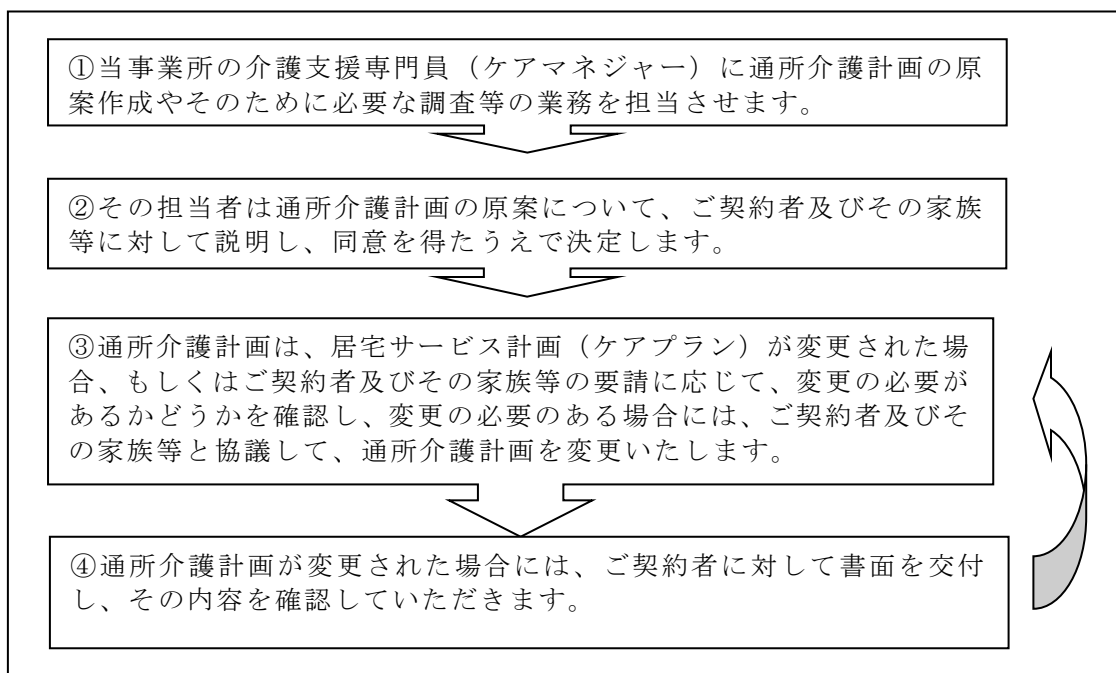 ①当事業所の介護支援専門員（ケアマネジャー）に通所介護計画の原
案作成やそのために必要な調査等の業務を担当させます。
②その担当者は通所介護計画の原案について、ご契約者及びその家族
等に対して説明し、同意を得たうえで決定します。
③通所介護計画は、居宅サービス計画（ケアプラン）が変更された場
合、もしくはご契約者及びその家族等の要請に応じて、変更の必要が
あるかどうかを確認し、変更の必要のある場合には、ご契約者及びそ
の家族等と協議して、通所介護計画を変更いたします。
④通所介護計画が変更された場合には、ご契約者に対して書面を交付
し、その内容を確認していただきます。